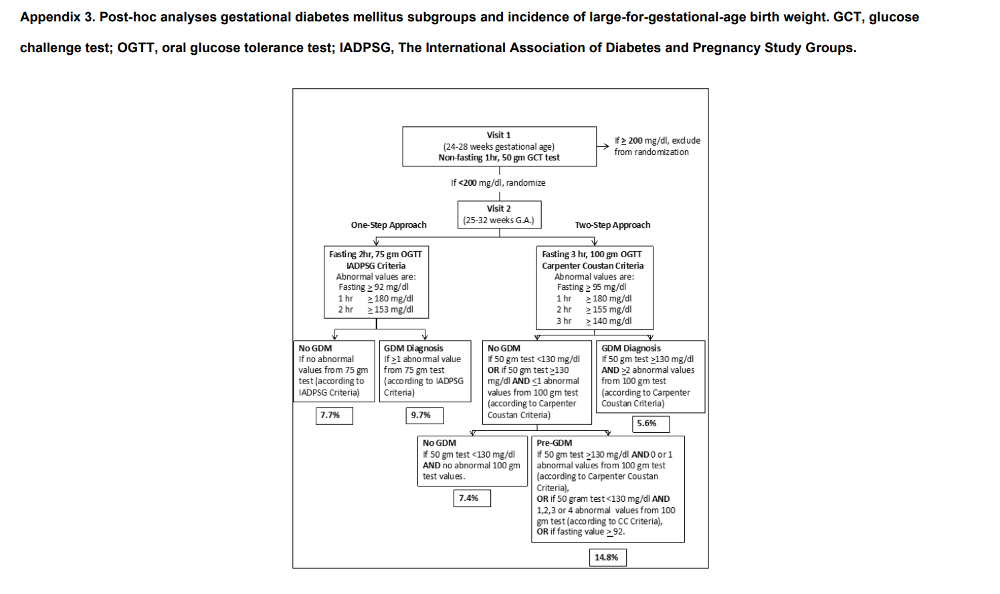 Appendix 3. Post-hoc analyses gestational diabetes mellitus subgroups and incidence of large-for-gestational-age birth weight. GCT, glucose
challenge test; OGTT, oral glucose tolerance test; IADPSG, The International Association of Diabetes and Pregnancy Study Groups.
Visit 1
(24-28 weeks gestational age)
Non-fasting 1hr, 50 gm GCT test
If ≥ 200 mg/dl, exclude
from randomization
If <200 mg/dl, randomize
Visit 2
(25-32 weeks G.A.)
One-Step Approach
Two-Step Approach
Fasting 2hr, 75 gm OGTT
IADPSG Criteria
Abnormal values are:
Fasting ≥ 92 mg/dl
1 hr ≥ 180 mg/dl
2 hr ≥ 153 mg/dl
Fasting 3 hr, 100 gm OGTT
Carpenter Coustan Criteria
Abnormal values are:
Fasting ≥ 95 mg/dl
1 hr ≥ 180 mg/dl
2 hr ≥ 155 mg/dl
3 hr ≥ 140 mg/dl
No GDM
If no abnormal
values from 75 gm
test (according to
IADPSG Criteria)
7.7%
GDM Diagnosis
If ≥1 abnormal value
from 75 gm test
(according to IADPSG
Criteria)
9.7%
No GDM
If 50 gm test <130 mg/dl
OR if 50 gm test ≥130
mg/dl AND ≤1 abnormal
values from 100 gm test
(according to Carpenter
Coustan Criteria)
GDM Diagnosis
If 50 gm test ≥130 mg/dl
AND ≥2 abnormal values
from 100 gm test
(according to Carpenter
Coustan Criteria)
5.6%
No GDM
If 50 gm test <130 mg/dl
AND no abnormal 100 gm
test values.
7.4%
Pre-GDM
If 50 gm test ≥130 mg/dl AND 0 or 1
abnormal values from 100 gm test
(according to Carpenter Coustan
Criteria),
OR if 50 gram test <130 mg/dl AND
1,2,3 or 4 abnormal values from 100
gm test (according to CC Criteria),
OR if fasting value ≥ 92.
14.8%